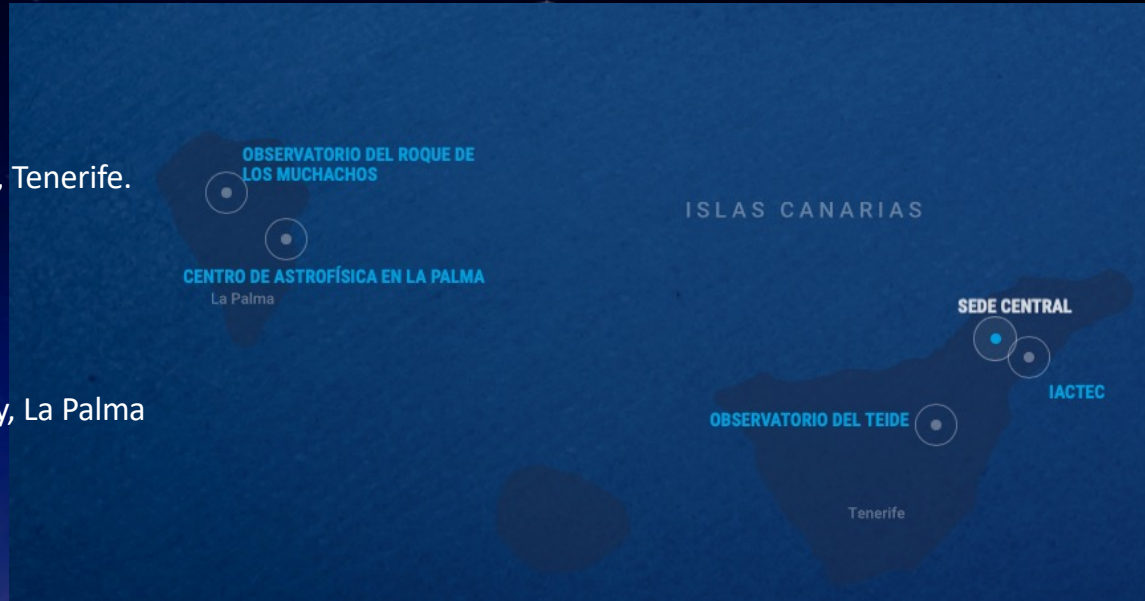 , Tenerife.
y, La Palma
OBSERVATORIO DEL ROQUE DE
LOS MUCHACHOS
CENTRO DE ASTROFÍSICA EN LA PALMA
La Palma
ISLAS CANARIAS
SEDE CENTRAL
IACTEC
OBSERVATORIO DEL TEIDE
Tenerife